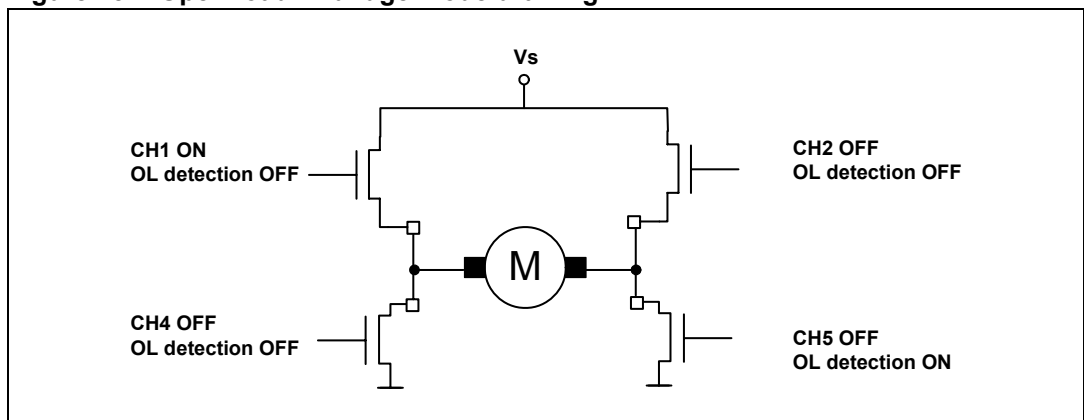 Vs
CH1 ON
OL detection OFF
CH2 OFF
OL detection OFF
M
CH4 OFF
OL detection OFF
CH5 OFF
OL detection ON